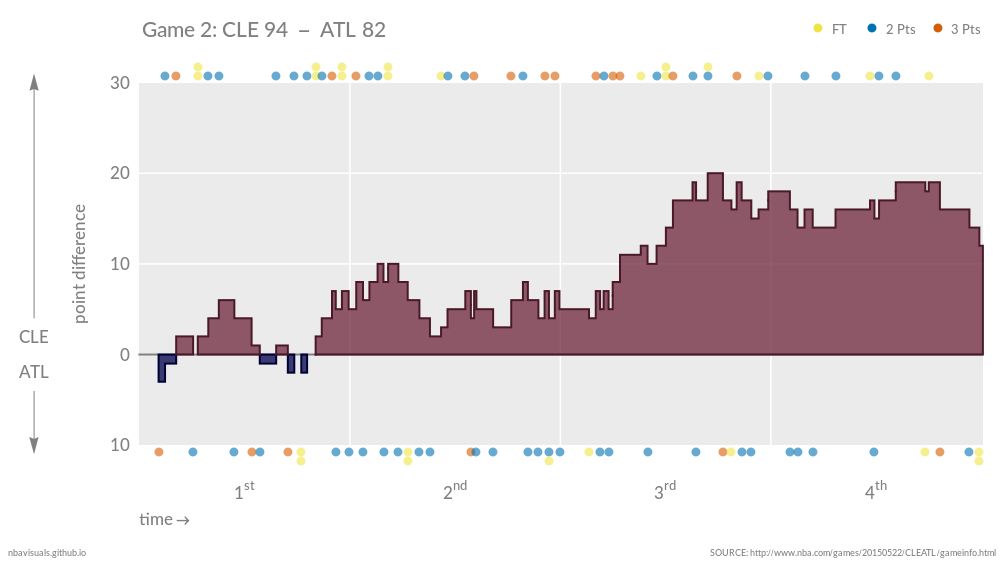 Game 2: CLE 94 – ATL 82
FT
2 Pts
3 Pts
30
20
10
0
10
point difference
CLE
ATL
1st
2nd
3rd
4th
time→
nbavisuals.github.io
SOURCE: http://www.nba.com/games/20150522/CLEATL/gameinfo.html